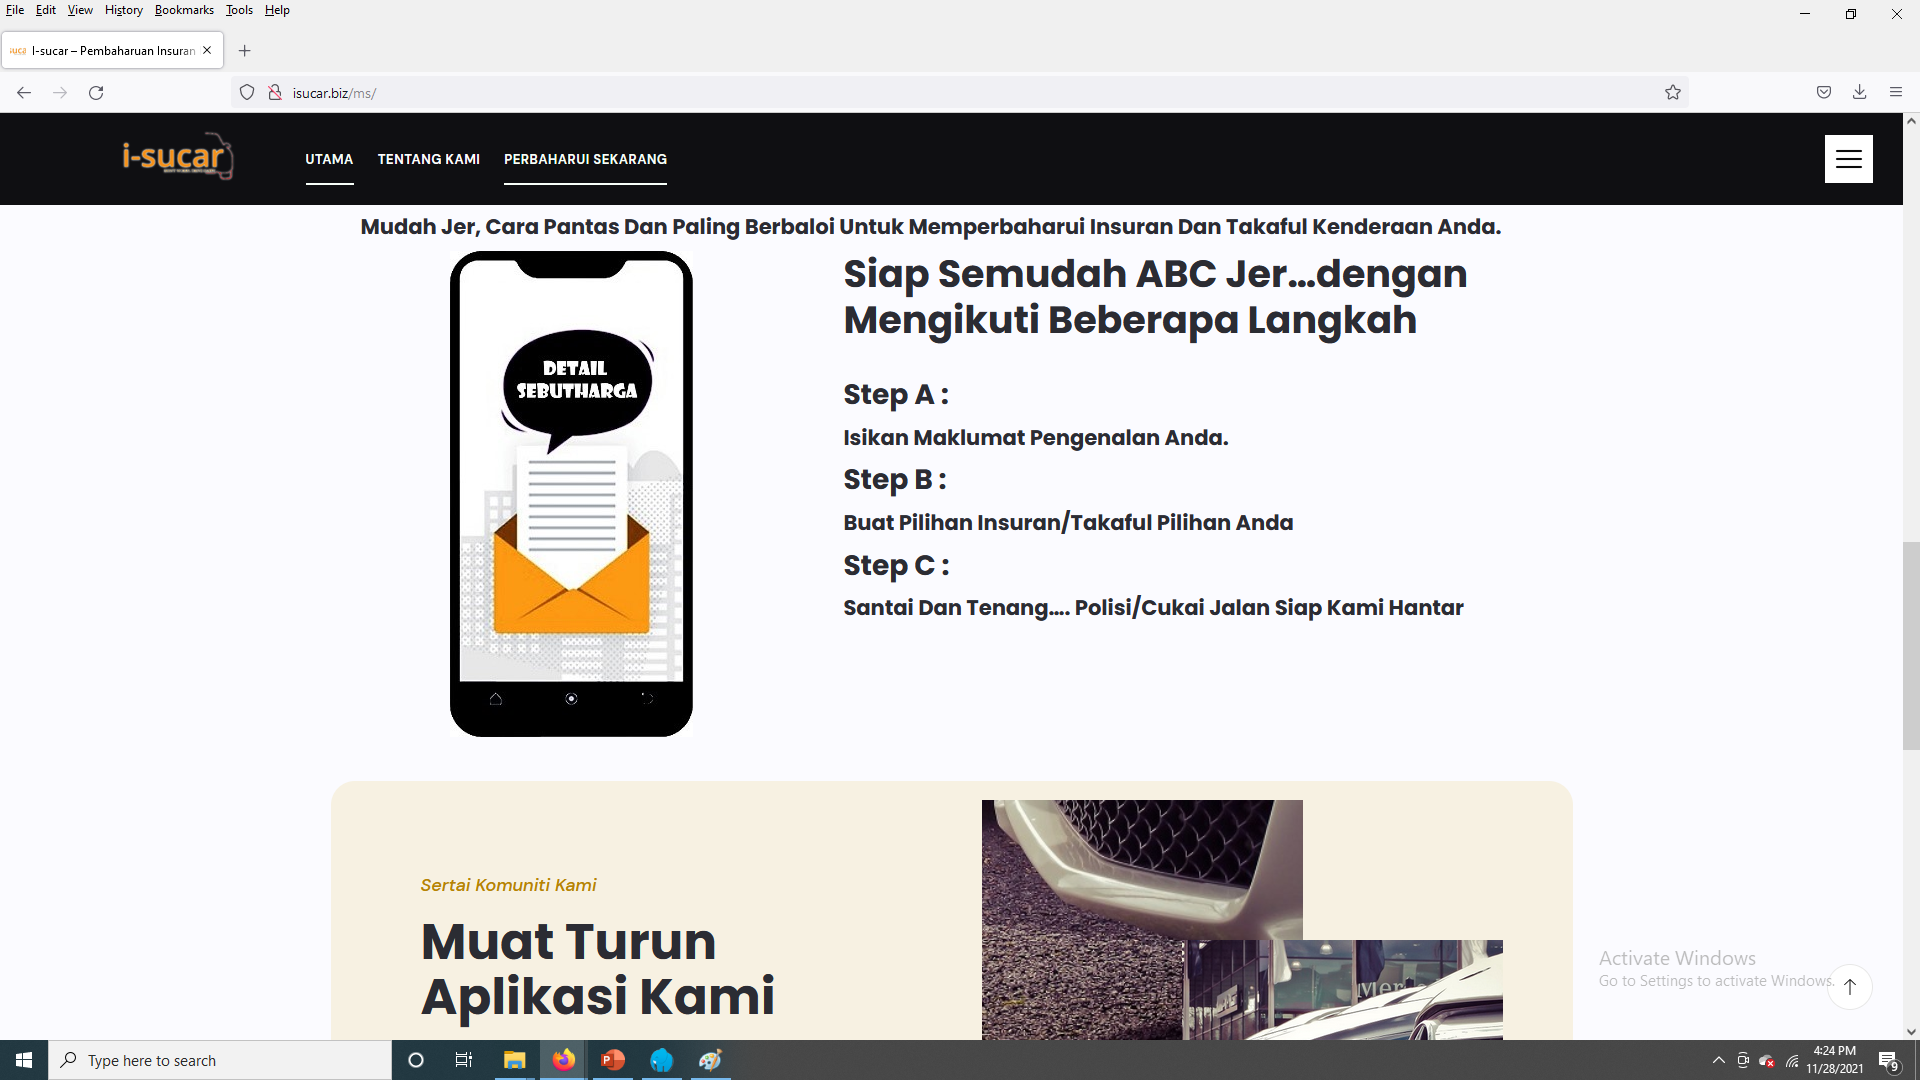 File Edit View History Bookmarks Tools Help
I-sucar – Pembaharuan Insuran
isucar.biz/ms/
i-sucar
UTAMA TENTANG KAMI PERBAHARUI SEKARANG
Mudah Jer, Cara Pantas Dan Paling Berbaloi Untuk Memperbaharui Insuran Dan Takaful Kenderaan Anda.
DETAIL
SEBUTHARGA
Siap Semudah ABC Jer...dengan
Mengikuti Beberapa Langkah
Step A :
Isikan Maklumat Pengenalan Anda.
Step B :
Buat Pilihan Insuran/Takaful Pilihan Anda
Step C :
Santai Dan Tenang.... Polisi/Cukai Jalan Siap Kami Hantar
Sertai Komuniti Kami
Muat Turun
Aplikasi Kami
Activate Windows
Go to Settings to activate Windows.
Type here to search
4:24 PM
11/28/2021
9